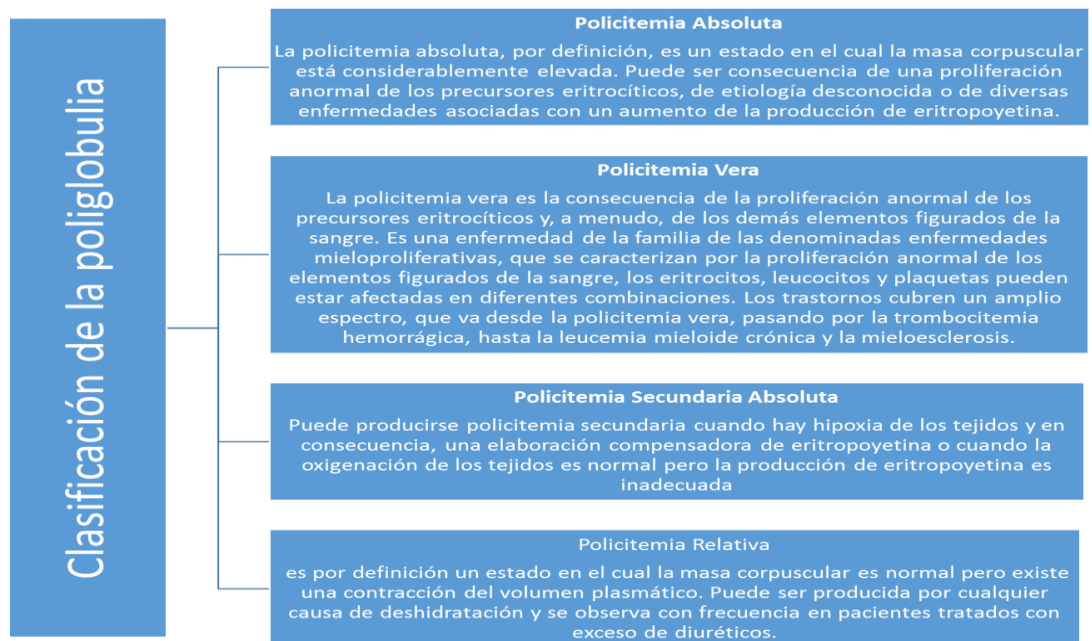 Clasificación de la poliglobulia
Policitemia Absoluta
La policitemia absoluta, por definición, es un estado en el cual la masa corpuscular
está considerablemente elevada. Puede ser consecuencia de una proliferación
anormal de los precursores eritrocíticos, de etiología desconocida o de diversas
enfermedades asociadas con un aumento de la producción de eritropoyetina.
Policitemia Vera
La policitemia vera es la consecuencia de la proliferación anormal de los
precursores eritrocíticos y, a menudo, de los demás elementos figurados de la
sangre. Es una enfermedad de la familia de las denominadas enfermedades
mieloproliferativas, que se caracterizan por la proliferación anormal de los
elementos figurados de la sangre, los eritrocitos, leucocitos y plaquetas pueden
estar afectadas en diferentes combinaciones. Los trastornos cubren un amplio
espectro, que va desde la policitemia vera, pasando por la trombocitemia
hemorrágica, hasta la leucemia mieloide crónica y la mieloesclerosis.
Policitemia Secundaria Absoluta
Puede producirse policitemia secundaria cuando hay hipoxia de los tejidos y en
consecuencia, una elaboración compensadora de eritropoyetina o cuando la
oxigenación de los tejidos es normal pero la producción de eritropoyetina es
inadecuada
Policitemia Relativa
es por definición un estado en el cual la masa corpuscular es normal pero existe
una contracción del volumen plasmático. Puede ser producida por cualquier
causa de deshidratación y se observa con frecuencia en pacientes tratados con
exceso de diuréticos.